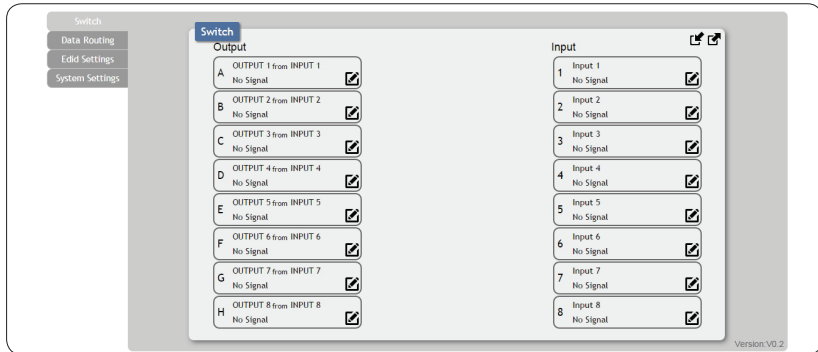 Switch
Data Routing
Edid Settings
System Settings
Switch
Output
A OUTPUT 1 from INPUT 1
No Signal
B OUTPUT 2 from INPUT 2
No Signal
C OUTPUT 3 from INPUT 3
No Signal
D OUTPUT 4 from INPUT 4
No Signal
E OUTPUT 5 from INPUT 5
No Signal
F OUTPUT 6 from INPUT 6
No Signal
G OUTPUT 7 from INPUT 7
No Signal
H OUTPUT 8 from INPUT 8
No Signal
Input
1 Input 1
No Signal
2 Input 2
No Signal
3 Input 3
No Signal
4 Input 4
No Signal
5 Input 5
No Signal
6 Input 6
No Signal
7 Input 7
No Signal
8 Input 8
No Signal
Version:V0.2